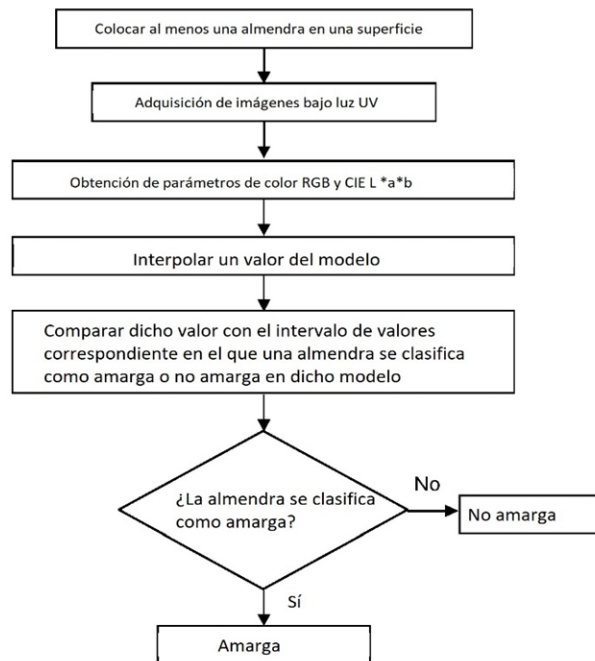 Colocar al menos una almendra en una superficie
Adquisición de imágenes bajo luz UV
Obtención de parámetros de color RGB y CIE L *a*b
Interpolar un valor del modelo
Comparar dicho valor con el intervalo de valores
correspondiente en el que una almendra se clasifica
como amarga o no amarga en dicho modelo
¿La almendra se clasifica
como amarga?
No
No amarga
Sí
Amarga